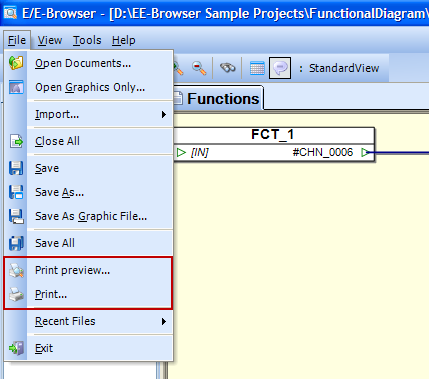 E/E-Browser - [D:\EE-Browser Sample Projects\FunctionalDiagram\
File View Tools Help
Open Documents...
Open Graphics Only...
Import...
Close All
Save
Save As...
Save As Graphic File...
Save All
Print preview...
Print...
Recent Files
Exit
: StandardView
Functions
FCT_1
[IN] #CHN_0006